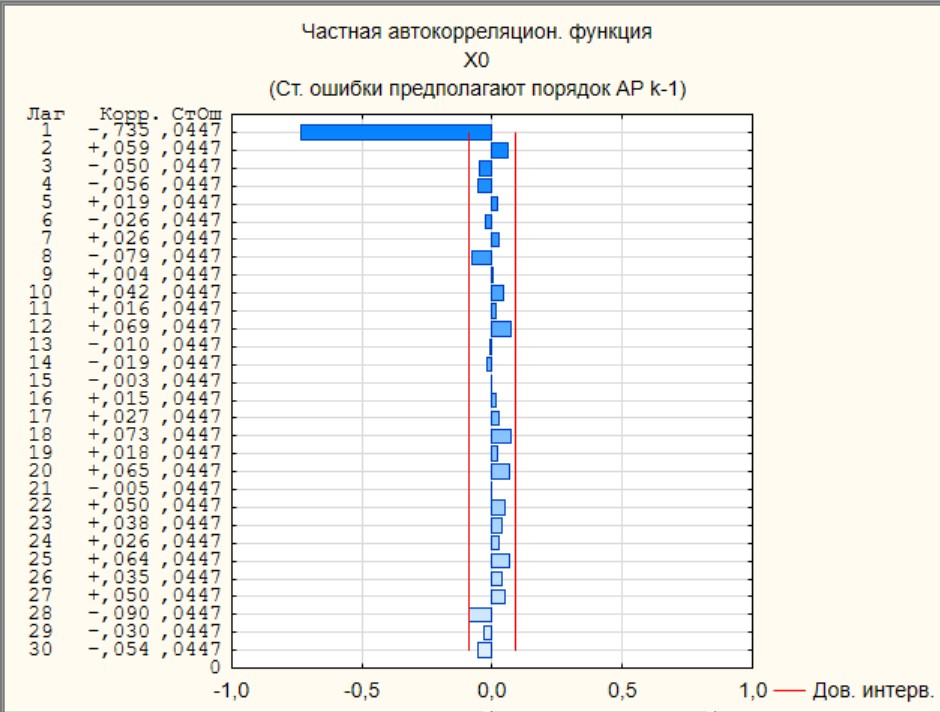 Частная автокорреляцион. функция
X0
(Ст. ошибки предполагают порядок АР k-1)
Лаг Корр. СтОш
1 -,735 ,0447
2 +,059 ,0447
3 -,050 ,0447
4 -,056 ,0447
5 +,019 ,0447
6 -,026 ,0447
7 +,026 ,0447
8 -,079 ,0447
9 +,004 ,0447
10 +,042 ,0447
11 +,016 ,0447
12 +,069 ,0447
13 -,010 ,0447
14 -,019 ,0447
15 -,003 ,0447
16 +,015 ,0447
17 +,027 ,0447
18 +,073 ,0447
19 +,018 ,0447
20 +,065 ,0447
21 -,005 ,0447
22 +,050 ,0447
23 +,038 ,0447
24 +,026 ,0447
25 +,064 ,0447
26 +,035 ,0447
27 +,050 ,0447
28 -,090 ,0447
29 -,030 ,0447
30 -,054 ,0447
0
-1,0 -0,5 0,0 0,5 1,0 Дов. интерв.